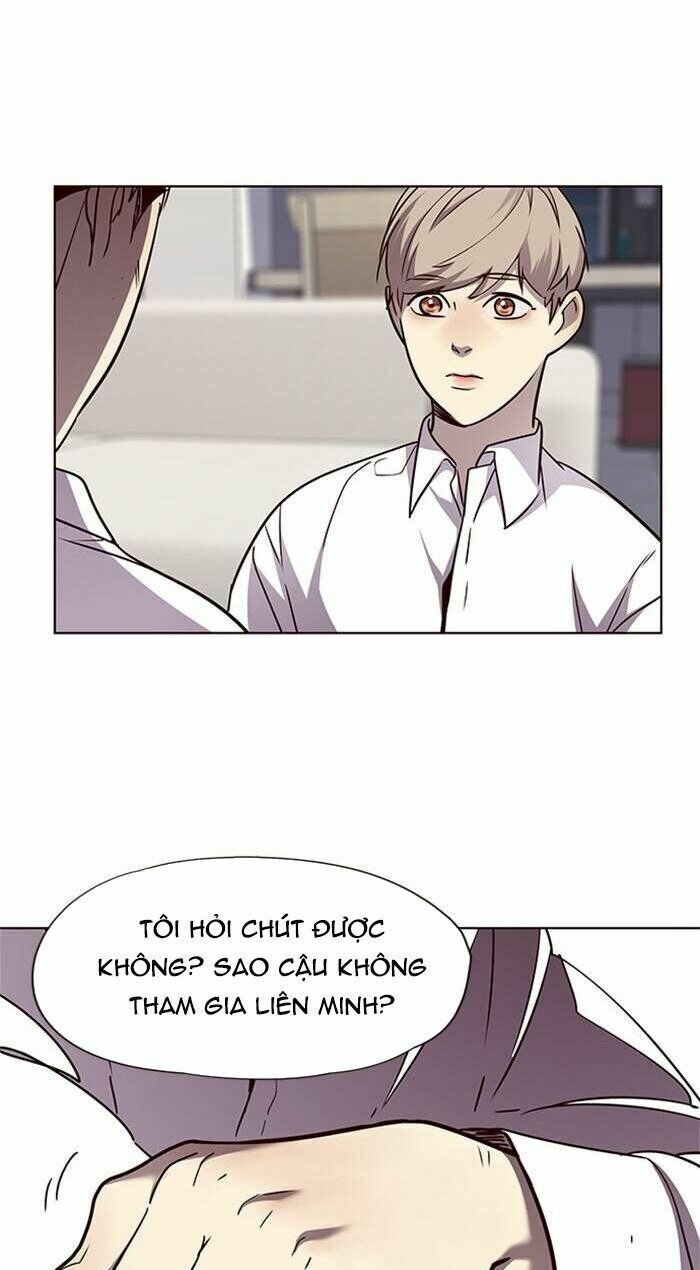 TÔI HỎI CHÚT ĐƯỢC
KHÔNG? SAO CẬU KHÔNG
THAM GIA LIÊN MINH?